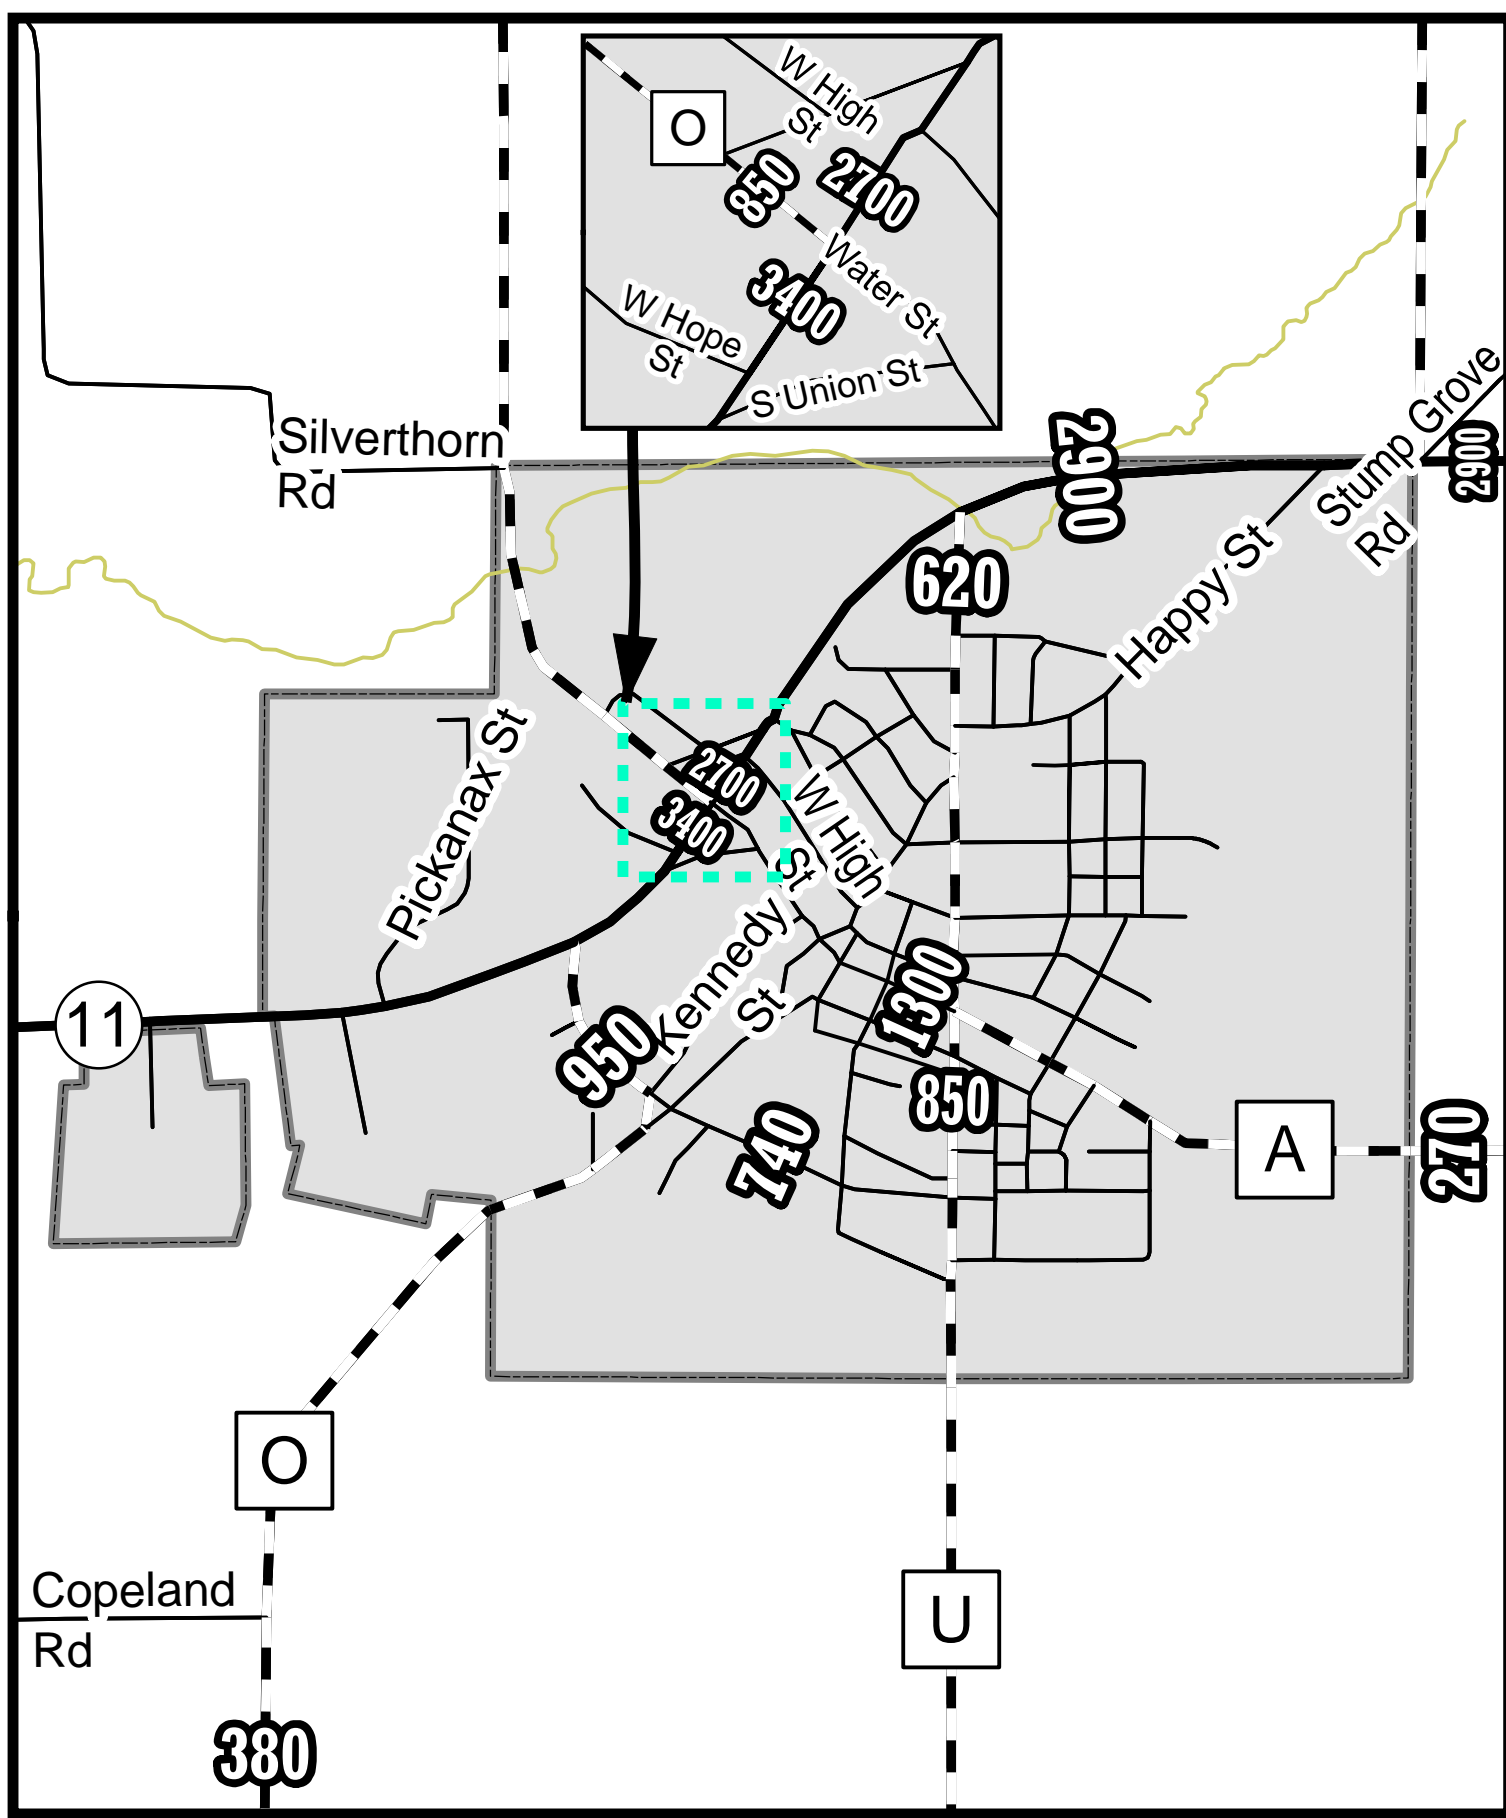 W High
St
O
850
2700
Water St
3400
W Hope
St
S Union St
Silverthorn
Rd
2900
Stump Grove
Rd
2900
Happy St
620
Pickanax St
2700
3400
W High
St
Kennedy
St
11
950
1300
850
740
A
270
O
Copeland
Rd
U
380